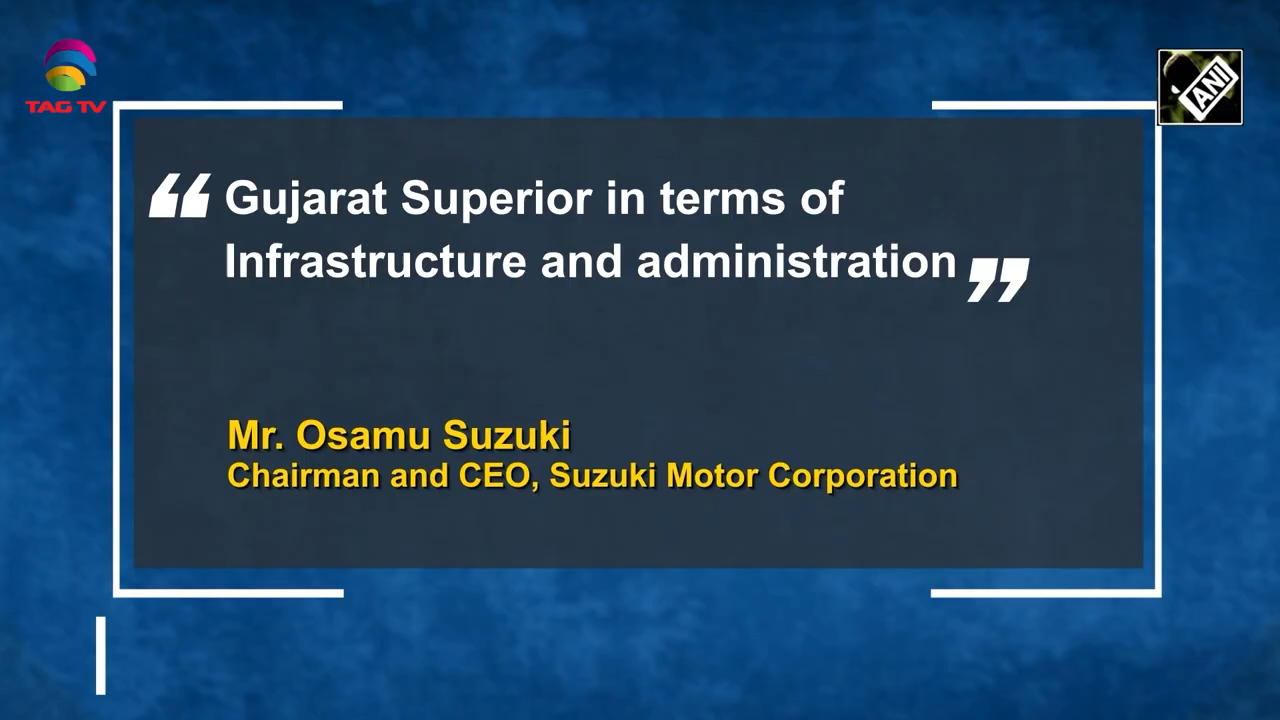 TAG TV
ANI
“Gujarat Superior in terms of
Infrastructure and administration”
Mr. Osamu Suzuki
Chairman and CEO, Suzuki Motor Corporation